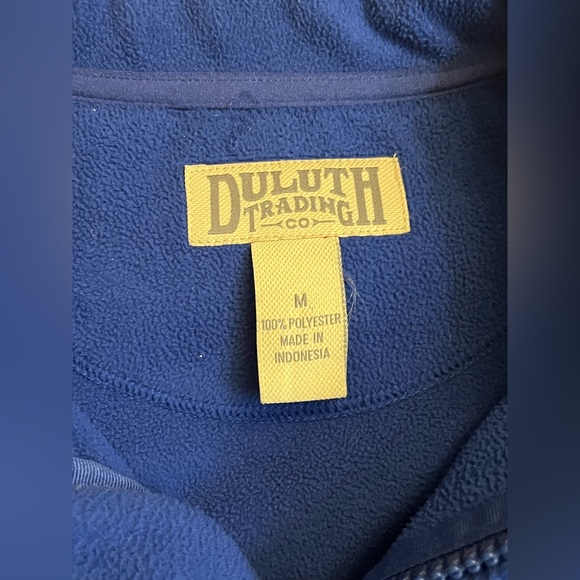 DULUTH
TRADING
CO
M
100% POLYESTER
MADE IN
INDONESIA